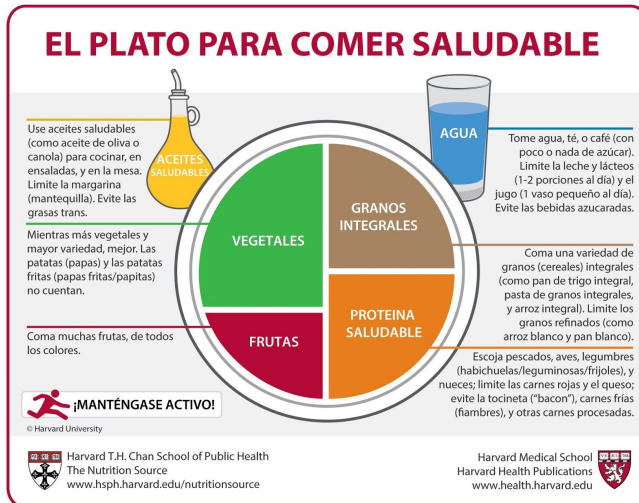 EL PLATO PARA COMER SALUDABLE
Use aceites saludables
(como aceite de oliva o
canola) para cocinar, en
ensaladas, y en la mesa.
Limite la margarina
(mantequilla). Evite las
grasas trans.
ACEITES
SALUDABLES
AGUA
Tome agua, té, o café (con
poco o nada de azúcar).
Limite la leche y lácteos
(1-2 porciones al día) y el
jugo (1 vaso pequeño al día).
Evite las bebidas azucaradas.
Mientras más vegetales y
mayor variedad, mejor. Las
patatas (papas) y las patatas
fritas (papas fritas/papitas)
no cuentan.
VEGETALES
GRANOS
INTEGRALES
Coma una variedad de
granos (cereales) integrales
(como pan de trigo integral,
pasta de granos integrales,
y arroz integral). Limite los
granos refinados (como
arroz blanco y pan blanco).
Coma muchas frutas, de todos
los colores.
FRUTAS
PROTEINA
SALUDABLE
Escoja pescados, aves, legumbres
(habichuelas/leguminosas/frijoles), y
nueces; limite las carnes rojas y el queso;
evite la tocineta ("bacon"), carnes frías
(fiambres), y otras carnes procesadas.
¡MANTÉNGASE ACTIVO!
© Harvard University
Harvard T.H. Chan School of Public Health
The Nutrition Source
www.hsph.harvard.edu/nutritionsource
Harvard Medical School
Harvard Health Publications
www.health.harvard.edu